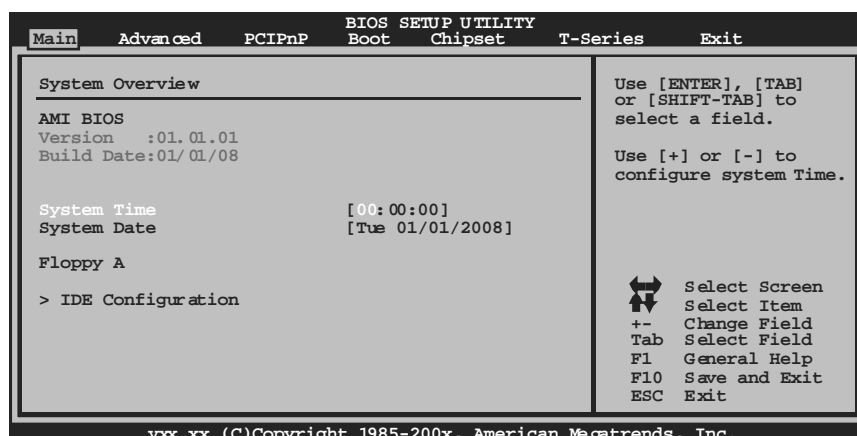 BIOS SETUP UTILITY
Main Advanced PCIPnP Boot Chipset T-Series Exit
System Overview
AMI BIOS
Version :01.01.01
Build Date:01/01/08
System Time [00:00:00]
System Date [Tue 01/01/2008]
Floppy A
> IDE Configuration
Use [ENTER], [TAB]
or [SHIFT-TAB] to
select a field.
Use [+] or [-] to
configure system Time.
Select Screen
Select Item
+- Change Field
Tab Select Field
F1 General Help
F10 Save and Exit
ESC Exit
vxx.xx (C)Copyright 1985-200x, American Megatrends, Inc.